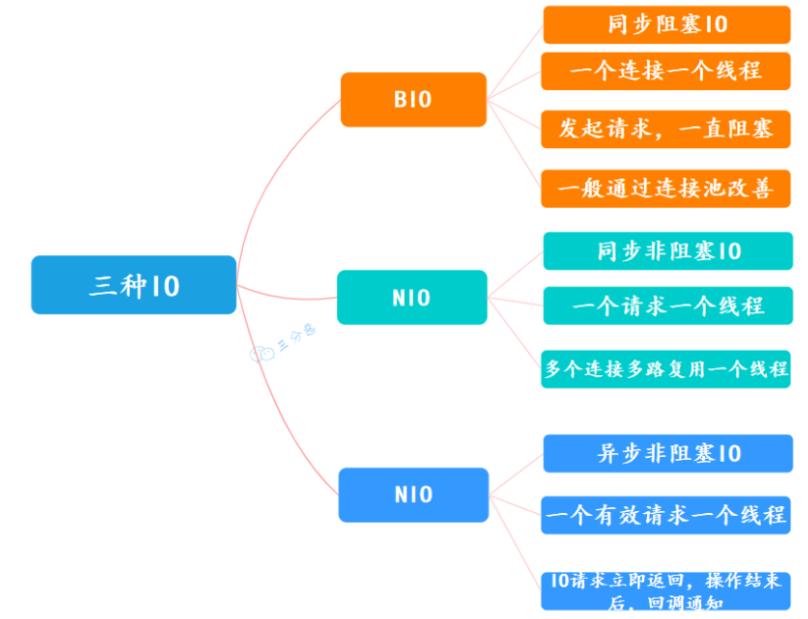 三种IO
BIO
同步阻塞IO
一个连接一个线程
发起请求，一直阻塞
一般通过连接池改善
NIO
同步非阻塞IO
一个请求一个线程
多个连接多路复用一个线程
NIO
异步非阻塞IO
一个有效请求一个线程
IO请求立即返回，操作结束
后，回调通知
三分恶